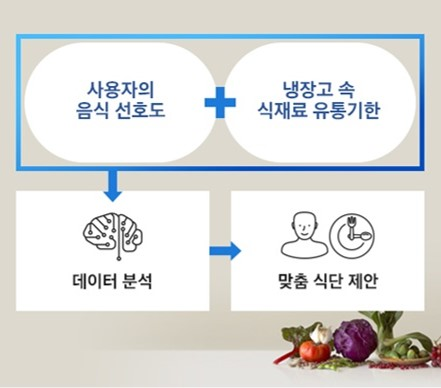 사용자의
음식 선호도
냉장고 속
식재료 유통기한
데이터 분석
맞춤 식단 제안